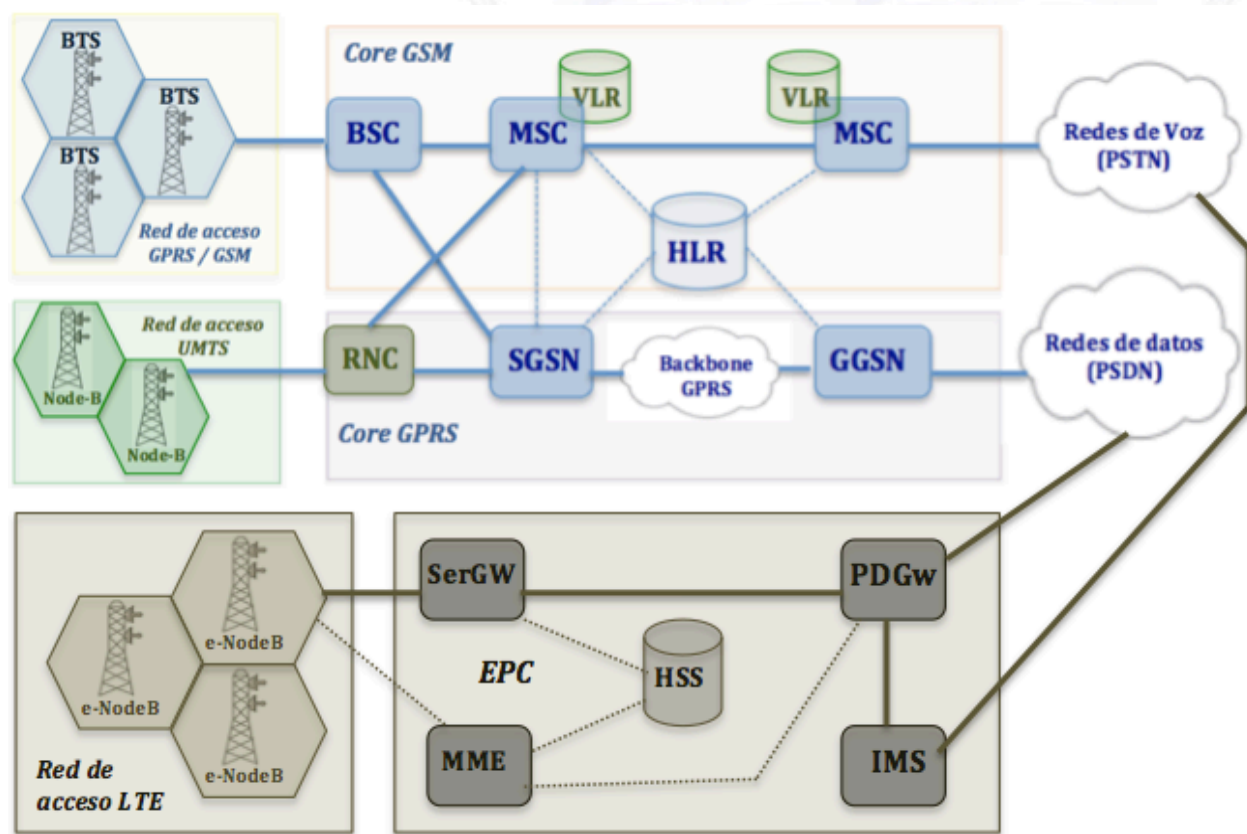 BTS
BTS
BTS
Red de acceso
GPRS / GSM
Core GSM
VLR
VLR
BSC
MSC
MSC
HLR
Redes de Voz
(PSTN)
Red de acceso
UMTS
Node-B
Node-B
RNC
SGSN
Backbone
GPRS
GGSN
Core GPRS
Redes de datos
(PSDN)
e-NodeB
e-NodeB
e-NodeB
Red de
acceso LTE
SerGW
PDGw
EPC
HSS
MME
IMS